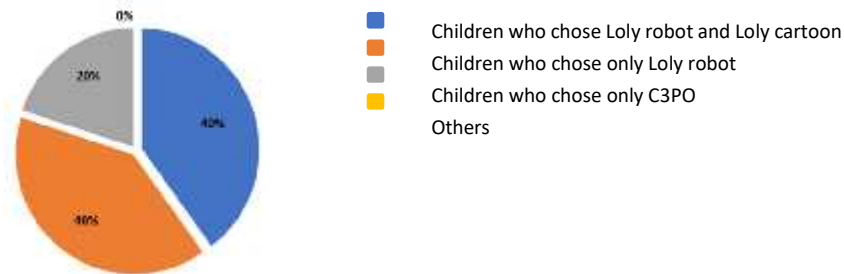 0%
20%
40%
40%
Children who chose Loly robot and Loly cartoon
Children who chose only Loly robot
Children who chose only C3PO
Others